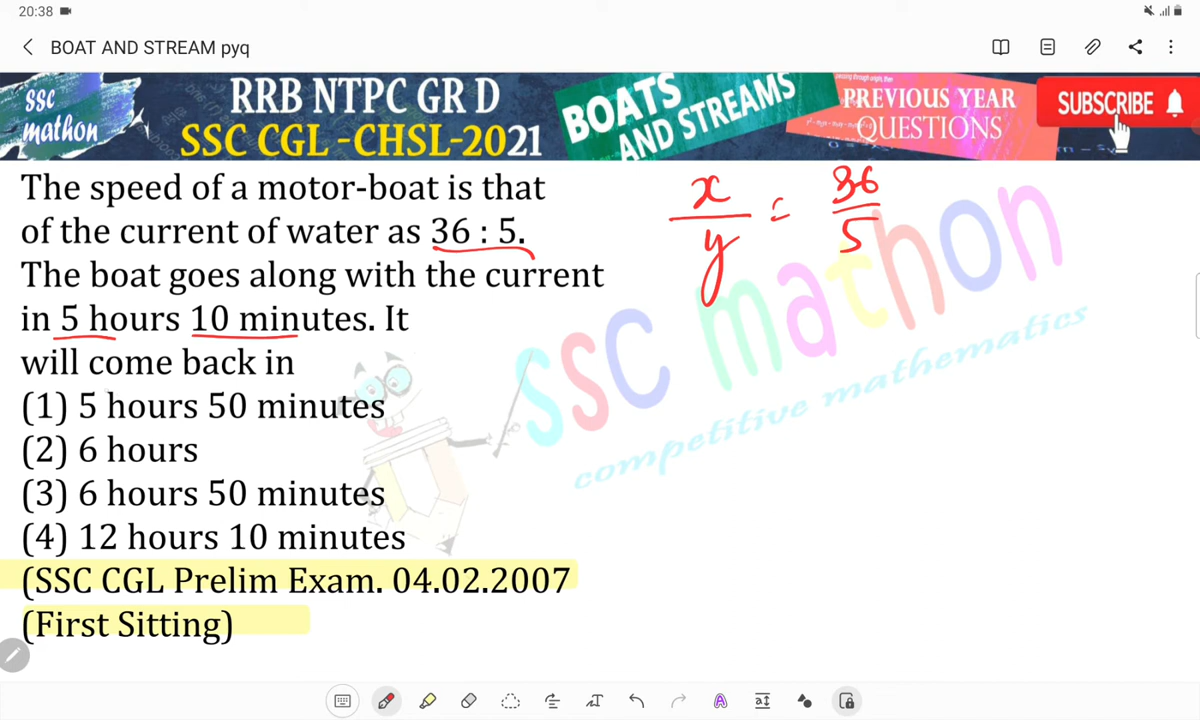 20:38
BOAT AND STREAM pyq
SSC
mathon
RRB NTPC GR D
SSC CGL -CHSL-2021
BOATS
AND STREAMS
PREVIOUS YEAR
QUESTIONS
SUBSCRIBE
The speed of a motor-boat is that
of the current of water as 36 : 5.
The boat goes along with the current
in 5 hours 10 minutes. It
will come back in
(1) 5 hours 50 minutes
(2) 6 hours
(3) 6 hours 50 minutes
(4) 12 hours 10 minutes
(SSC CGL Prelim Exam. 04.02.2007
(First Sitting)
x/y = 36/5
ssc mathon
competitive mathematics